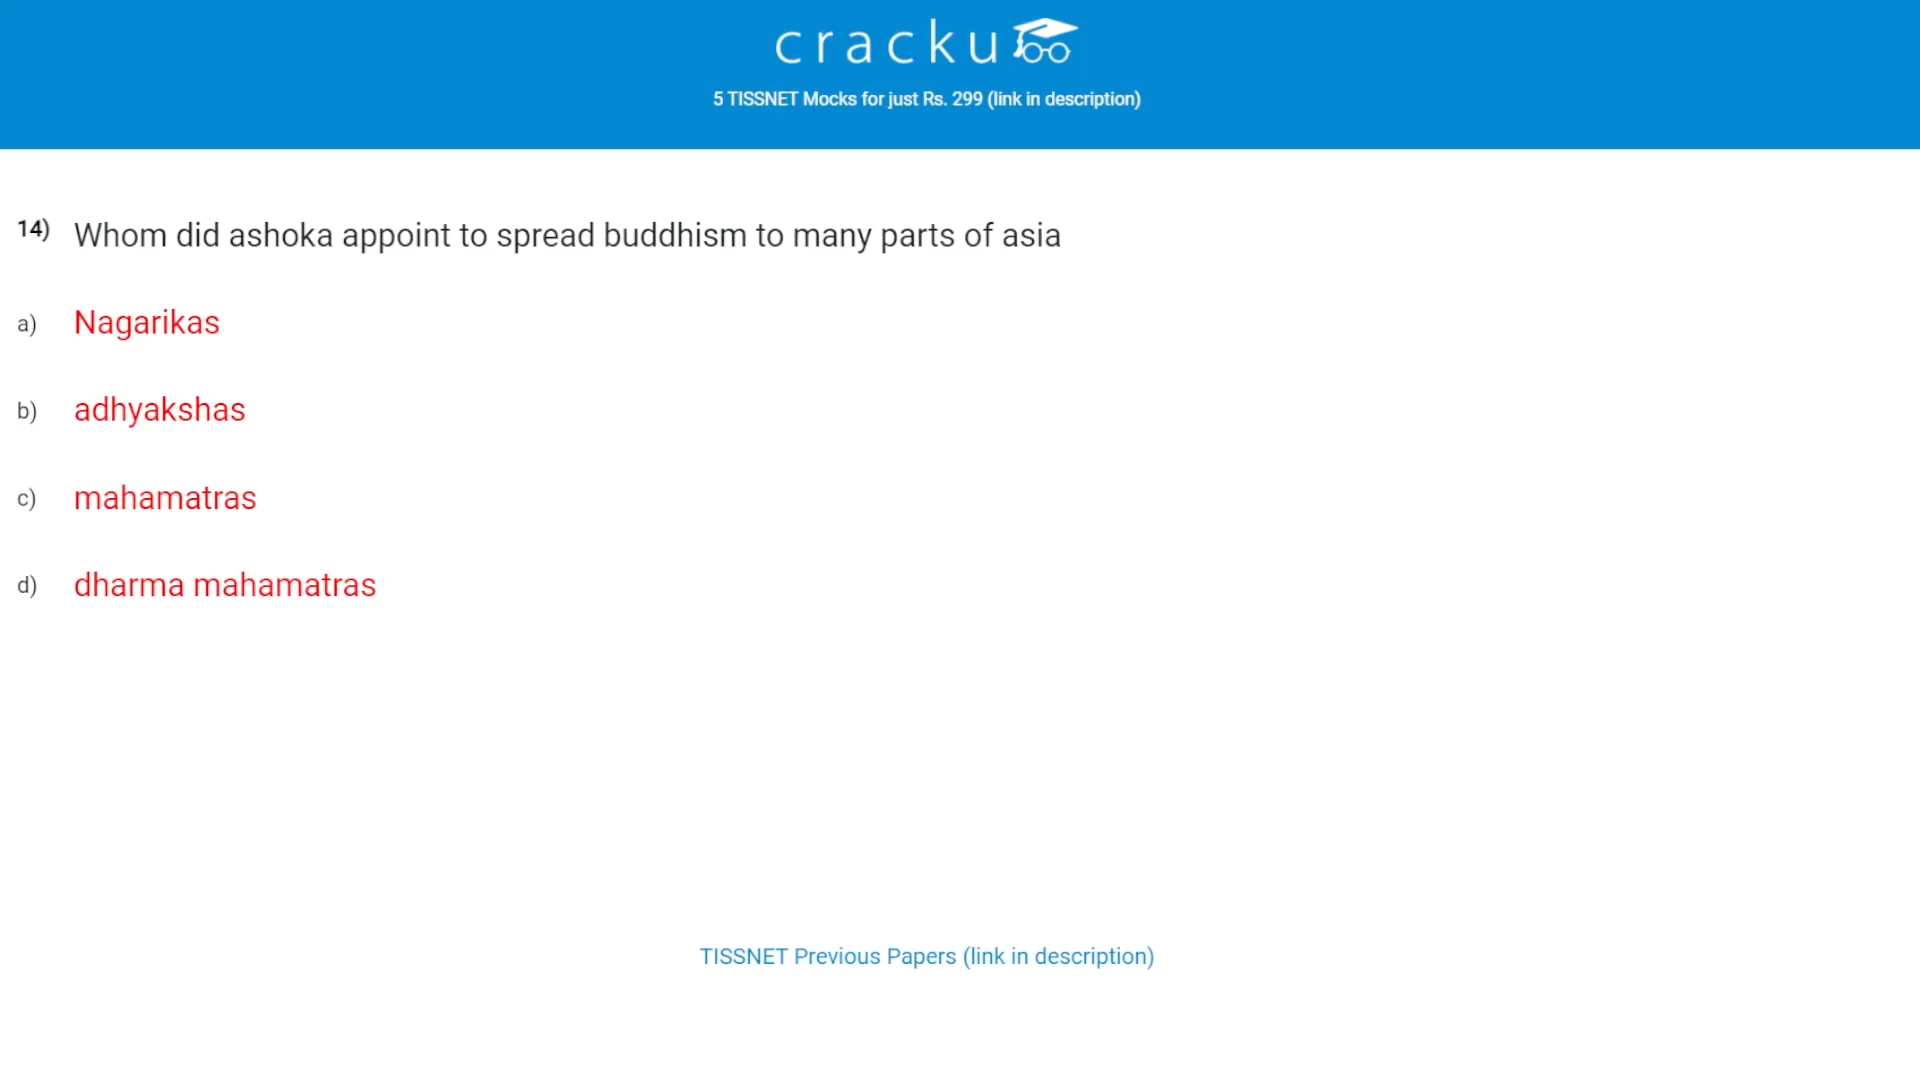 cracku
5 TISSNET Mocks for just Rs. 299 (link in description)
14) Whom did ashoka appoint to spread buddhism to many parts of asia
a) Nagarikas
b) adhyakshas
c) mahamatras
d) dharma mahamatras
TISSNET Previous Papers (link in description)